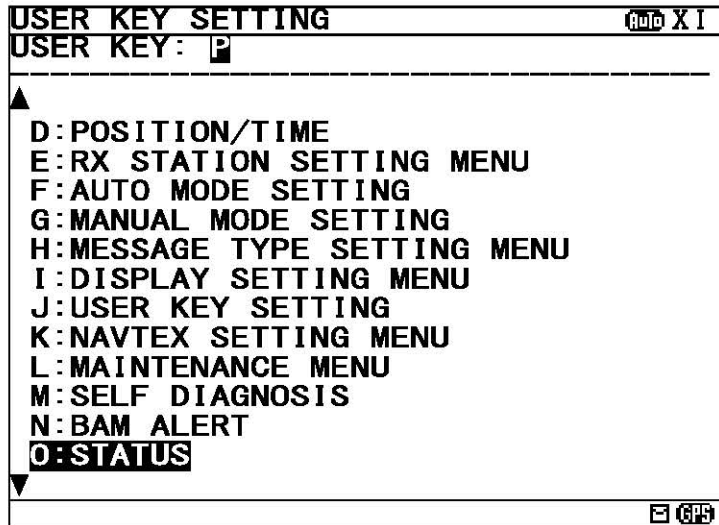 USER KEY SETTING Auto X I
USER KEY: P
D:POSITION/TIME
E:RX STATION SETTING MENU
F:AUTO MODE SETTING
G:MANUAL MODE SETTING
H:MESSAGE TYPE SETTING MENU
I:DISPLAY SETTING MENU
J:USER KEY SETTING
K:NAVTEX SETTING MENU
L:MAINTENANCE MENU
M:SELF DIAGNOSIS
N:BAM ALERT
O:STATUS
GPS